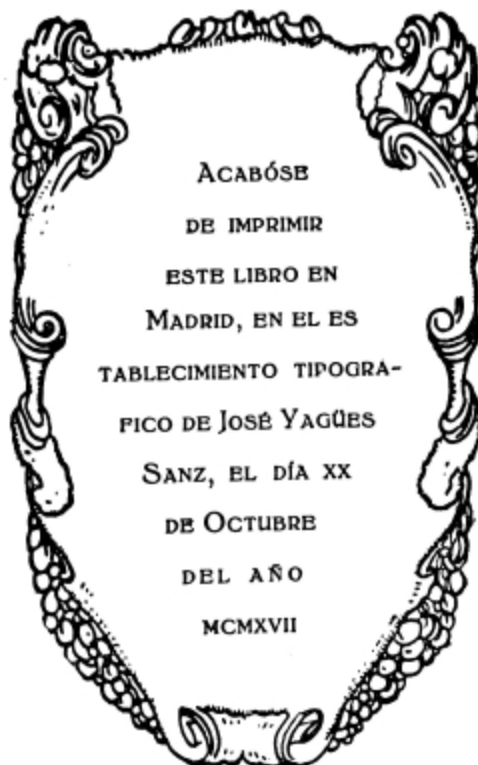 Acabóse
de imprimir
este libro en
Madrid, en el es
tablecimiento tipogra-
fico de José Yagües
Sanz, el día xx
de Octubre
del año
mcmxvii